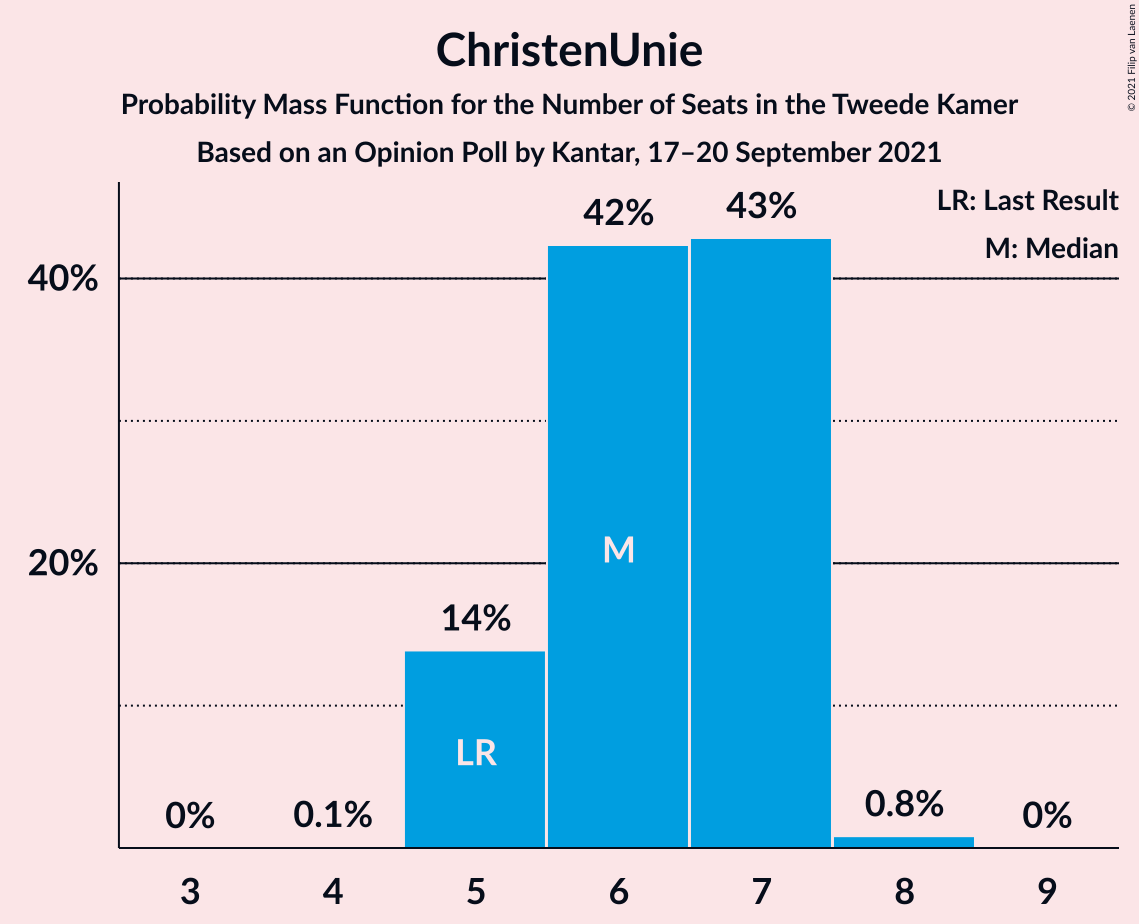 ChristenUnie
Probability Mass Function for the Number of Seats in the Tweede Kamer
Based on an Opinion Poll by Kantar, 17–20 September 2021
© 2021 Filip van Laenen
LR: Last Result
M: Median
40%
20%
0%
0.1%
14%
42%
43%
0.8%
0%
LR
M
3
4
5
6
7
8
9